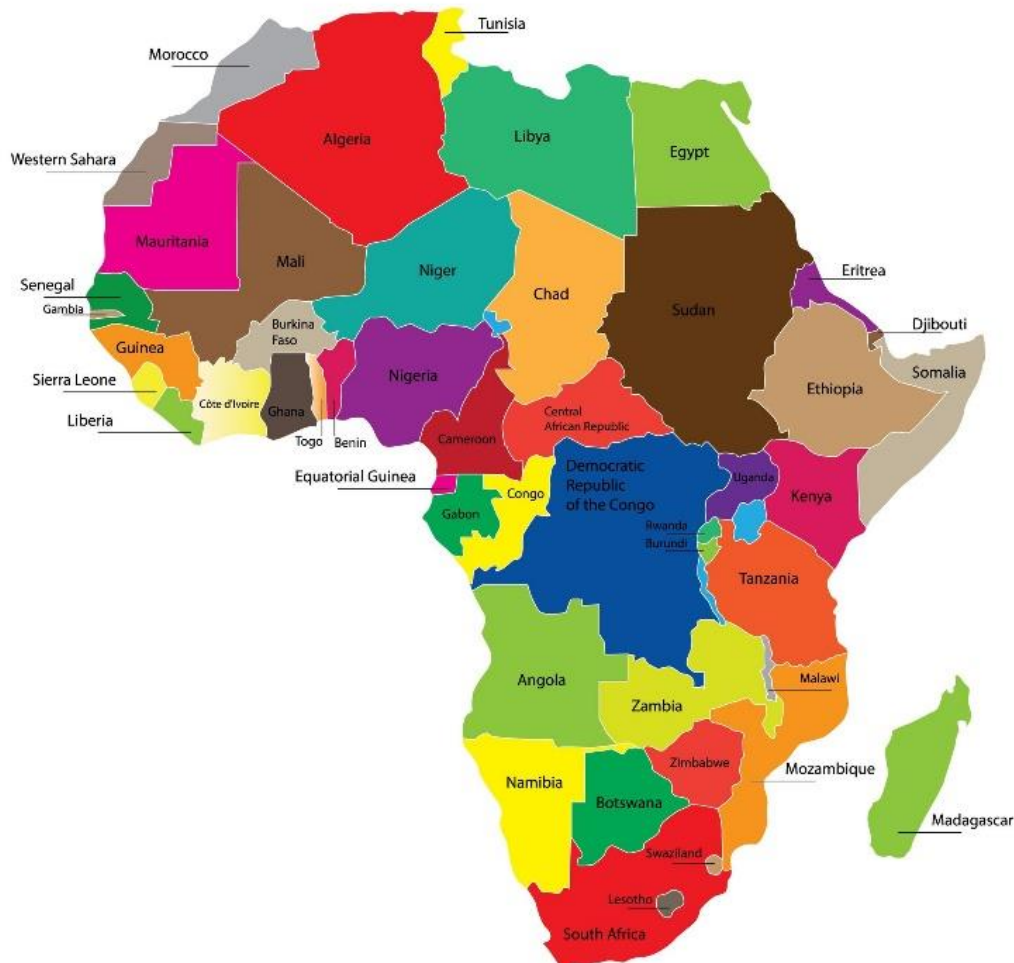 Tunisia
Morocco
Algeria
Libya
Egypt
Western Sahara
Mauritania
Mali
Niger
Chad
Sudan
Eritrea
Senegal
Gambia
Burkina
Faso
Djibouti
Guinea
Nigeria
Ethiopia
Somalia
Sierra Leone
Côte d'Ivoire
Ghana
Liberia
Togo
Benin
Cameroon
Central
African Republic
Equatorial Guinea
Democratic
Republic
of the Congo
Congo
Gabon
Uganda
Kenya
Rwanda
Burundi
Tanzania
Angola
Zambia
Malawi
Namibia
Botswana
Zimbabwe
Mozambique
Madagascar
Swaziland
Lesotho
South Africa